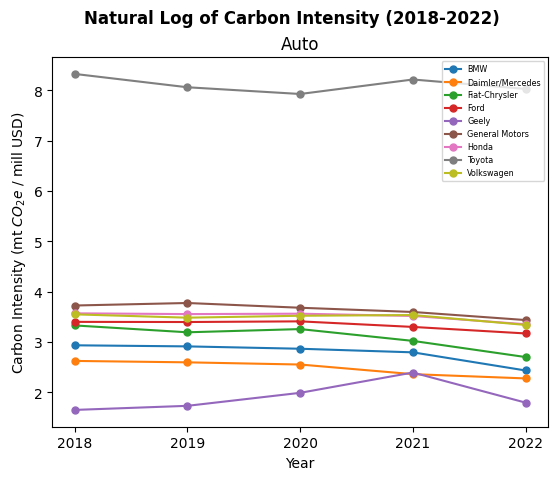 Natural Log of Carbon Intensity (2018-2022)
Auto
Carbon Intensity (mt CO₂e / mill USD)
8
7
6
5
4
3
2
2018 2019 2020 2021 2022
Year
BMW
Daimler/Mercedes
Fiat-Chrysler
Ford
Geely
General Motors
Honda
Toyota
Volkswagen